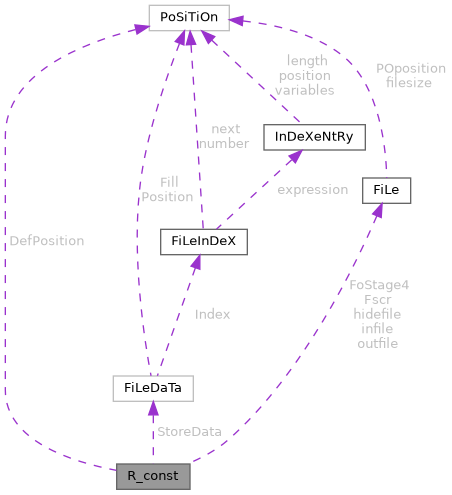 PoSiTiOn
length
position
variables
POposition
filesize
next
number
InDeXeNtRy
Fill
Position
expression
FiLe
DefPosition
FiLeInDeX
Index
FoStage4
Fscr
hidefile
infile
outfile
FiLeDaTa
StoreData
R_const